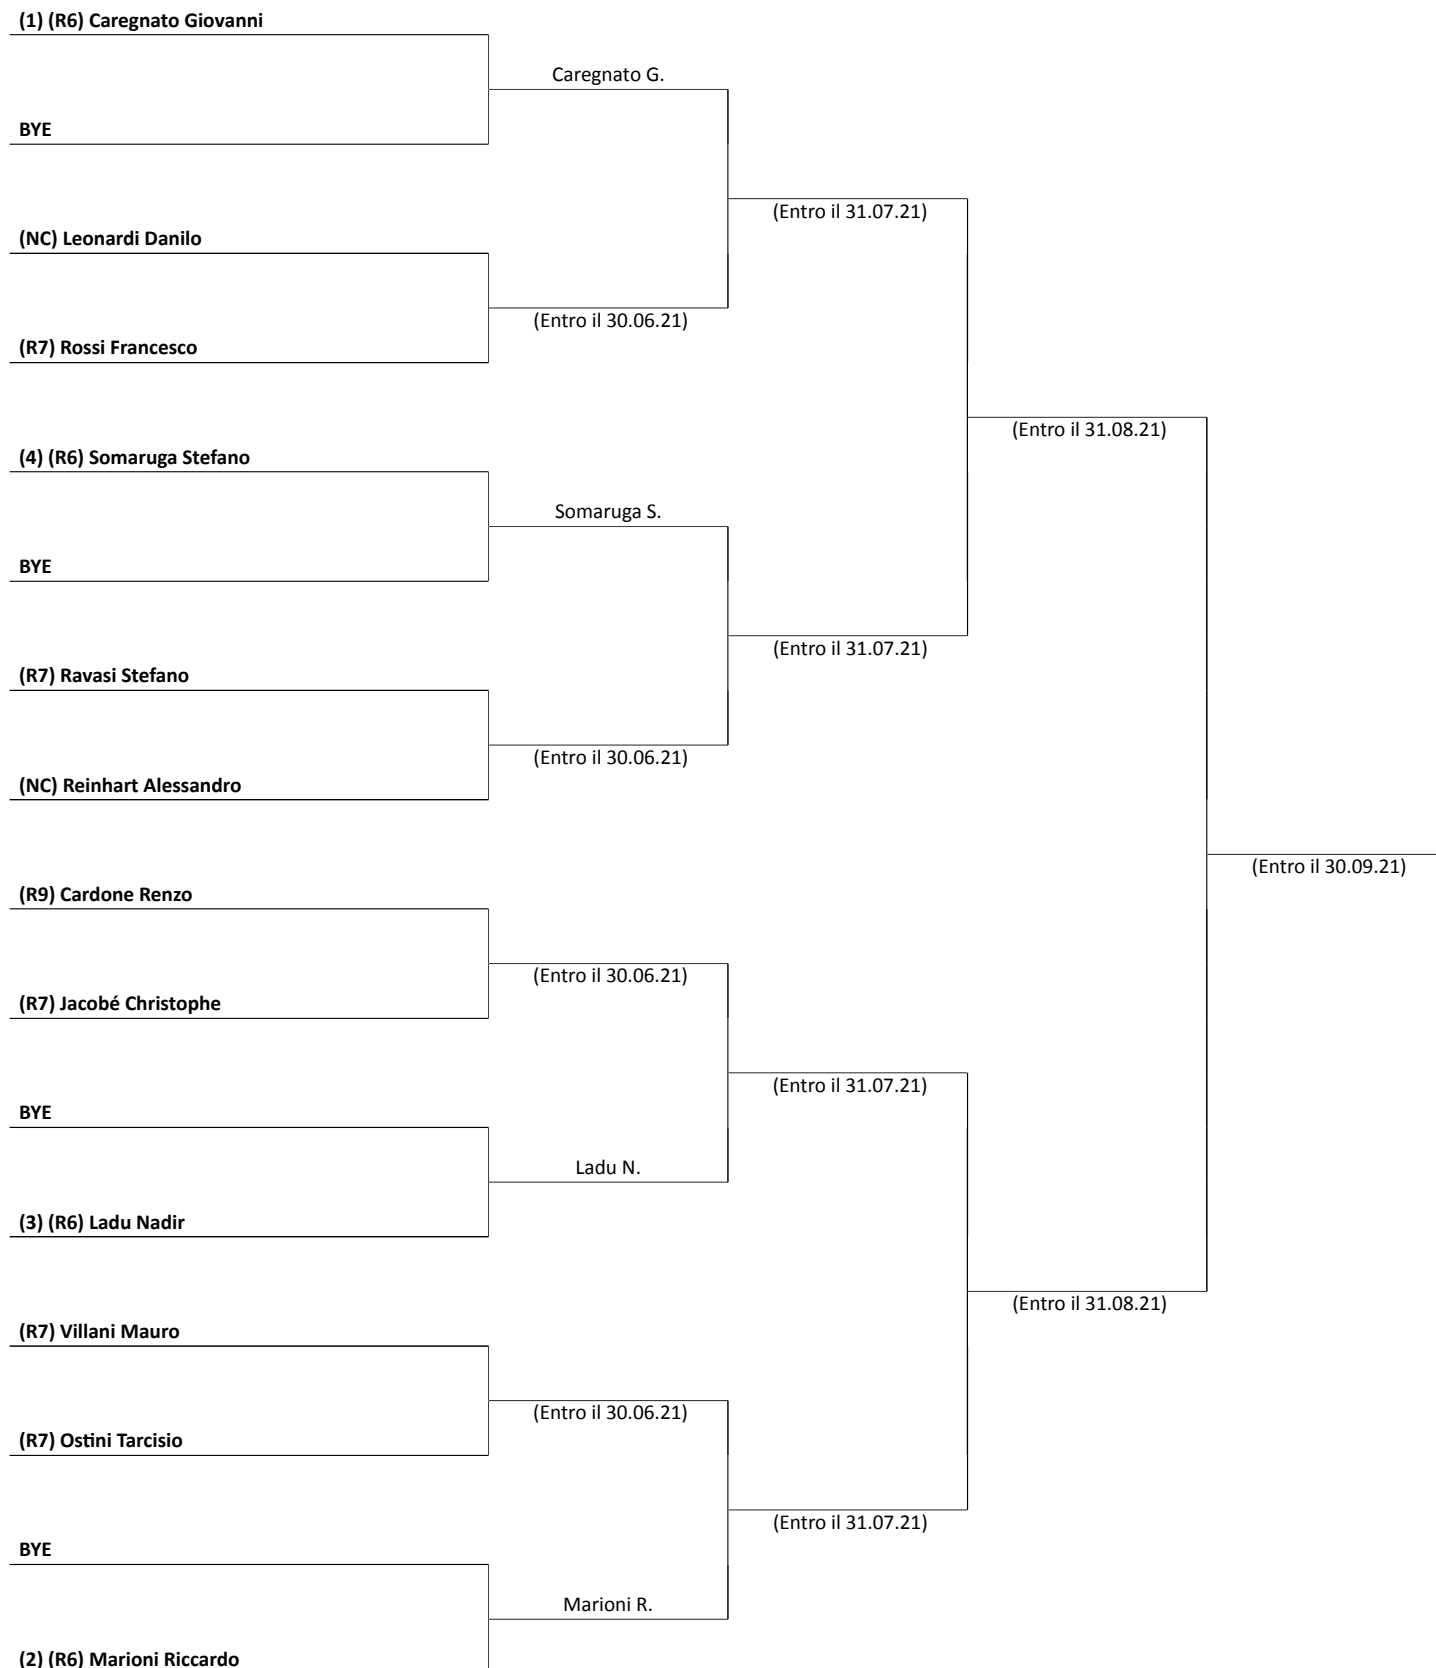 (1) (R6) Caregnato Giovanni
Caregnato G.
BYE
(Entro il 31.07.21)
(NC) Leonardi Danilo
(Entro il 30.06.21)
(R7) Rossi Francesco
(Entro il 31.08.21)
(4) (R6) Somaruga Stefano
Somaruga S.
BYE
(Entro il 31.07.21)
(R7) Ravasi Stefano
(Entro il 30.06.21)
(NC) Reinhart Alessandro
(Entro il 30.09.21)
(R9) Cardone Renzo
(Entro il 30.06.21)
(R7) Jacobé Christophe
(Entro il 31.07.21)
BYE
Ladu N.
(3) (R6) Ladu Nadir
(Entro il 31.08.21)
(R7) Villani Mauro
(Entro il 30.06.21)
(R7) Ostini Tarcisio
(Entro il 31.07.21)
BYE
Marioni R.
(2) (R6) Marioni Riccardo